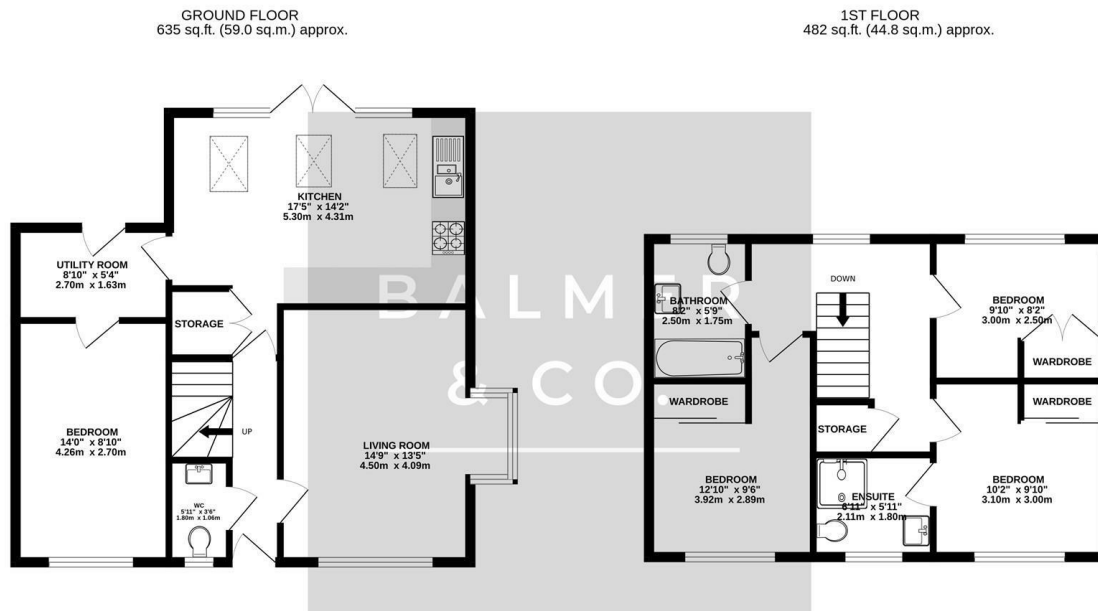 GROUND FLOOR
635 sq.ft. (59.0 sq.m.) approx.
1ST FLOOR
482 sq.ft. (44.8 sq.m.) approx.
KITCHEN
17'5" x 14'2"
5.30m x 4.31m
UTILITY ROOM
8'10" x 5'4"
2.70m x 1.63m
STORAGE
BEDROOM
14'0" x 8'10"
4.26m x 2.70m
UP
LIVING ROOM
14'9" x 13'5"
4.50m x 4.09m
WC
5'11" x 3'6"
1.80m x 1.06m
BALMER
& CO.
BATHROOM
8'2" x 5'9"
2.50m x 1.75m
DOWN
BEDROOM
9'10" x 8'2"
3.00m x 2.50m
WARDROBE
WARDROBE
WARDROBE
STORAGE
BEDROOM
12'10" x 9'6"
3.92m x 2.89m
ENSUITE
6'11" x 5'11"
2.11m x 1.80m
BEDROOM
10'2" x 9'10"
3.10m x 3.00m